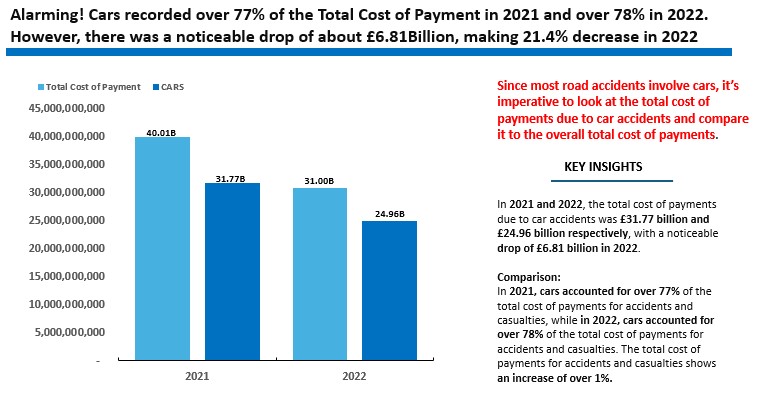 Alarming! Cars recorded over 77% of the Total Cost of Payment in 2021 and over 78% in 2022.
However, there was a noticeable drop of about £6.81Billion, making 21.4% decrease in 2022
Total Cost of Payment
CARS
45,000,000,000
40,000,000,000
35,000,000,000
30,000,000,000
25,000,000,000
20,000,000,000
15,000,000,000
10,000,000,000
5,000,000,000
-
40.01B
31.77B
31.00B
24.96B
2021
2022
Since most road accidents involve cars, it's
imperative to look at the total cost of
payments due to car accidents and compare
it to the overall total cost of payments.
KEY INSIGHTS
In 2021 and 2022, the total cost of payments
due to car accidents was £31.77 billion and
£24.96 billion respectively, with a noticeable
drop of £6.81 billion in 2022.
Comparison:
In 2021, cars accounted for over 77% of the
total cost of payments for accidents and
casualties, while in 2022, cars accounted for
over 78% of the total cost of payments for
accidents and casualties. The total cost of
payments for accidents and casualties shows
an increase of over 1%.